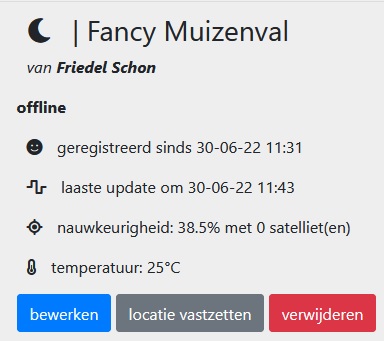 | Fancy Muizenval
van Friedel Schon
offline
geregistreerd sinds 30-06-22 11:31
laaste update om 30-06-22 11:43
nauwkeurigheid: 38.5% met 0 satelliet(en)
temperatuur: 25°C
bewerken locatie vastzetten verwijderen